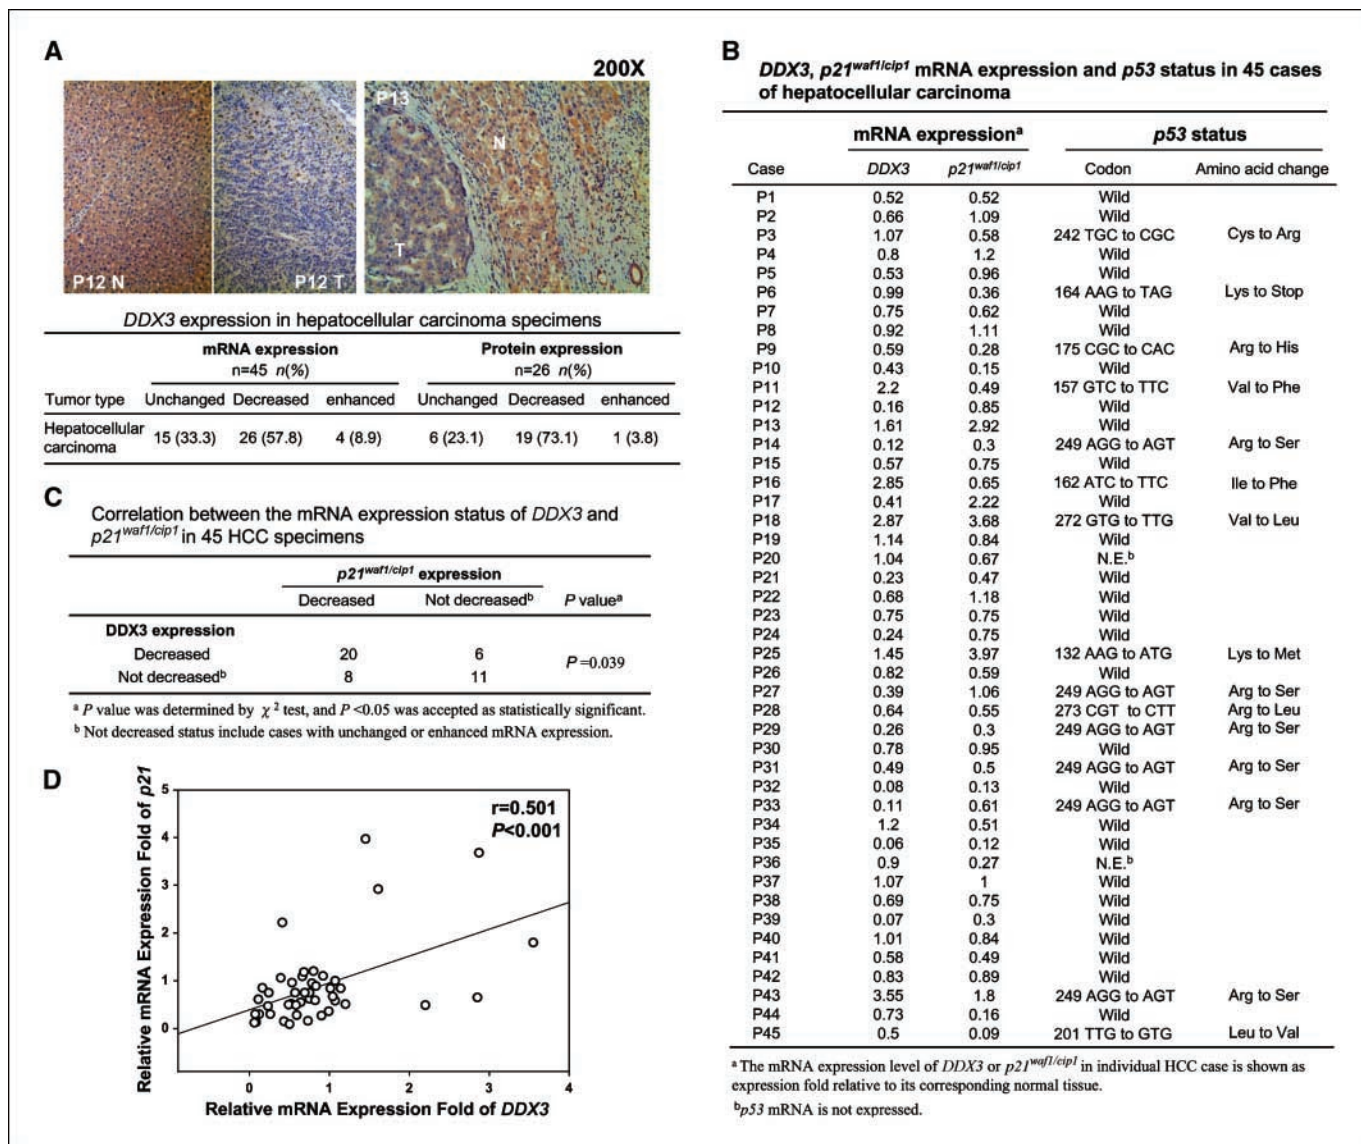 A
200X
P12 N
P12 T
P13
N
T
DDX3 expression in hepatocellular carcinoma specimens
mRNA expression Protein expression
n=45 n(%) n=26 n(%)
Tumor type Unchanged Decreased enhanced Unchanged Decreased enhanced
Hepatocellular
carcinoma 15 (33.3) 26 (57.8) 4 (8.9) 6 (23.1) 19 (73.1) 1 (3.8)
C
Correlation between the mRNA expression status of DDX3 and
p21waf1/cip1 in 45 HCC specimens
p21waf1/cip1 expression
Decreased Not decreasedb P valuea
DDX3 expression
Decreased 20 6
P=0.039
Not decreasedb 8 11
a P value was determined by χ2 test, and P <0.05 was accepted as statistically significant.
b Not decreased status include cases with unchanged or enhanced mRNA expression.
D
r=0.501
P<0.001
Relative mRNA Expression Fold of p21
5
4
3
2
1
0
0 1 2 3 4
Relative mRNA Expression Fold of DDX3
B
DDX3, p21waf1/cip1 mRNA expression and p53 status in 45 cases
of hepatocellular carcinoma
mRNA expressiona p53 status
Case DDX3 p21waf1/cip1 Codon Amino acid change
P1 0.52 0.52 Wild
P2 0.66 1.09 Wild
P3 1.07 0.58 242 TGC to CGC Cys to Arg
P4 0.8 1.2 Wild
P5 0.53 0.96 Wild
P6 0.99 0.36 164 AAG to TAG Lys to Stop
P7 0.75 0.62 Wild
P8 0.92 1.11 Wild
P9 0.59 0.28 175 CGC to CAC Arg to His
P10 0.43 0.15 Wild
P11 2.2 0.49 157 GTC to TTC Val to Phe
P12 0.16 0.85 Wild
P13 1.61 2.92 Wild
P14 0.12 0.3 249 AGG to AGT Arg to Ser
P15 0.57 0.75 Wild
P16 2.85 0.65 162 ATC to TTC Ile to Phe
P17 0.41 2.22 Wild
P18 2.87 3.68 272 GTG to TTG Val to Leu
P19 1.14 0.84 Wild
P20 1.04 0.67 N.E.b
P21 0.23 0.47 Wild
P22 0.68 1.18 Wild
P23 0.75 0.75 Wild
P24 0.24 0.75 Wild
P25 1.45 3.97 132 AAG to ATG Lys to Met
P26 0.82 0.59 Wild
P27 0.39 1.06 249 AGG to AGT Arg to Ser
P28 0.64 0.55 273 CGT to CTT Arg to Leu
P29 0.26 0.3 249 AGG to AGT Arg to Ser
P30 0.78 0.95 Wild
P31 0.49 0.5 249 AGG to AGT Arg to Ser
P32 0.08 0.13 Wild
P33 0.11 0.61 249 AGG to AGT Arg to Ser
P34 1.2 0.51 Wild
P35 0.06 0.12 Wild
P36 0.9 0.27 N.E.b
P37 1.07 1 Wild
P38 0.69 0.75 Wild
P39 0.07 0.3 Wild
P40 1.01 0.84 Wild
P41 0.58 0.49 Wild
P42 0.83 0.89 Wild
P43 3.55 1.8 249 AGG to AGT Arg to Ser
P44 0.73 0.16 Wild
P45 0.5 0.09 201 TTG to GTG Leu to Val
a The mRNA expression level of DDX3 or p21waf1/cip1 in individual HCC case is shown as
expression fold relative to its corresponding normal tissue.
bp53 mRNA is not expressed.